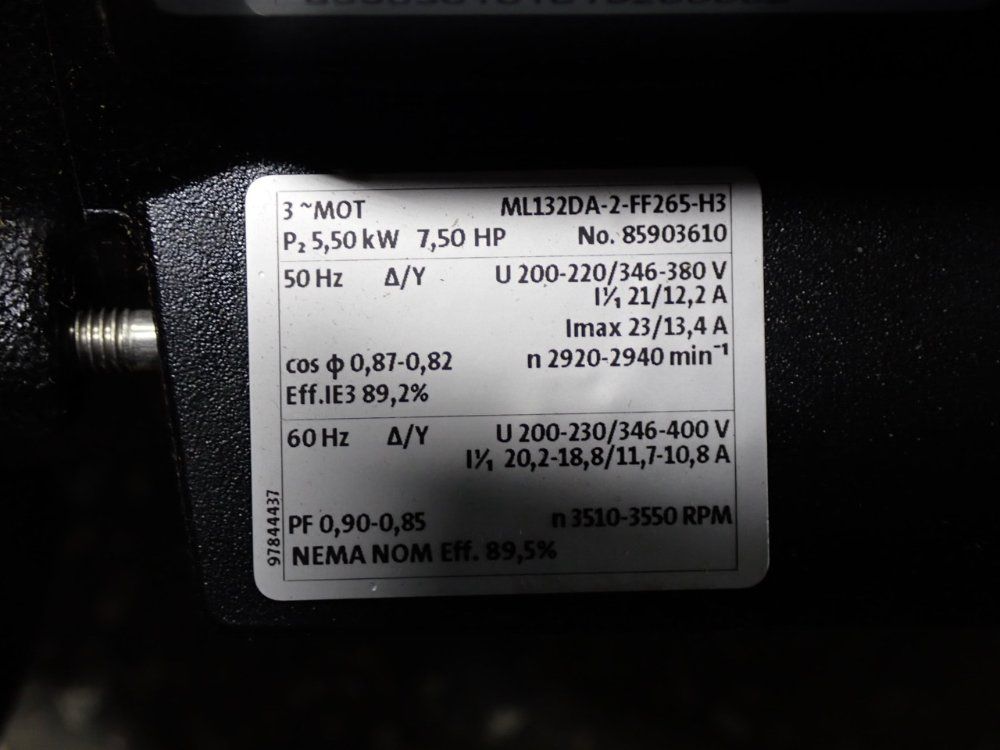 3 ~MOT ML132DA-2-FF265-H3
P₂ 5,50 kW 7,50 HP No. 85903610
50 Hz Δ/Y U 200-220/346-380 V
I¹⁄₁ 21/12,2 A
Imax 23/13,4 A
cos φ 0,87-0,82 n 2920-2940 min⁻¹
Eff.IE3 89,2%
60 Hz Δ/Y U 200-230/346-400 V
I¹⁄₁ 20,2-18,8/11,7-10,8 A
PF 0,90-0,85 n 3510-3550 RPM
NEMA NOM Eff. 89,5%
97844437